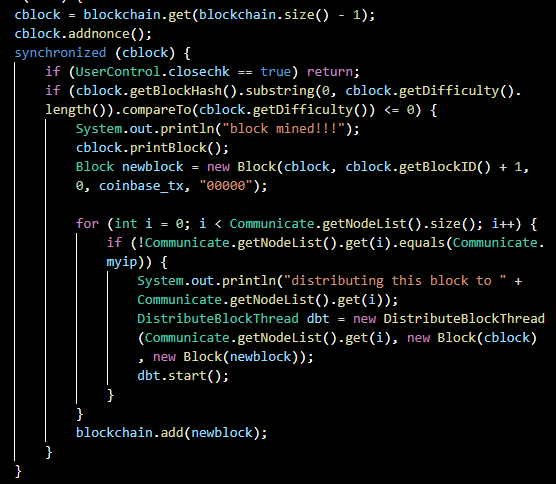 cblock = blockchain.get(blockchain.size() - 1);
cblock.addnonce();
synchronized (cblock) {
if (UserControl.closechk == true) return;
if (cblock.getBlockHash().substring(0, cblock.getDifficulty().
length()).compareTo(cblock.getDifficulty()) <= 0) {
System.out.println("block mined!!!");
cblock.printBlock();
Block newblock = new Block(cblock, cblock.getBlockID() + 1,
0, coinbase_tx, "00000");
for (int i = 0; i < Communicate.getNodeList().size(); i++) {
if (!Communicate.getNodeList().get(i).equals(Communicate.
myip)) {
System.out.println("distributing this block to " +
Communicate.getNodeList().get(i));
DistributeBlockThread dbt = new DistributeBlockThread
(Communicate.getNodeList().get(i), new Block(cblock)
, new Block(newblock));
dbt.start();
}
}
blockchain.add(newblock);
}
}